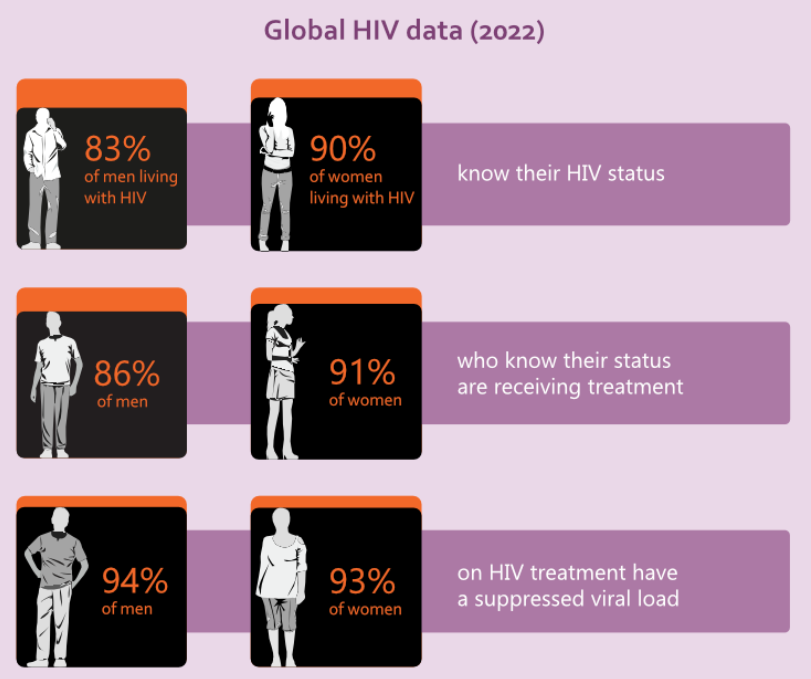 Global HIV data (2022)
83%
of men living
with HIV
90%
of women
living with HIV
know their HIV status
86%
of men
91%
of women
who know their status
are receiving treatment
94%
of men
93%
of women
on HIV treatment have
a suppressed viral load